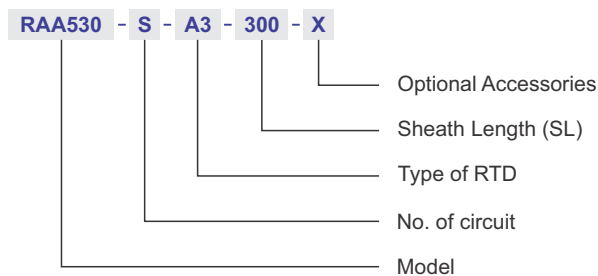 RAA530 - S - A3 - 300 - X
Optional Accessories
Sheath Length (SL)
Type of RTD
No. of circuit
Model